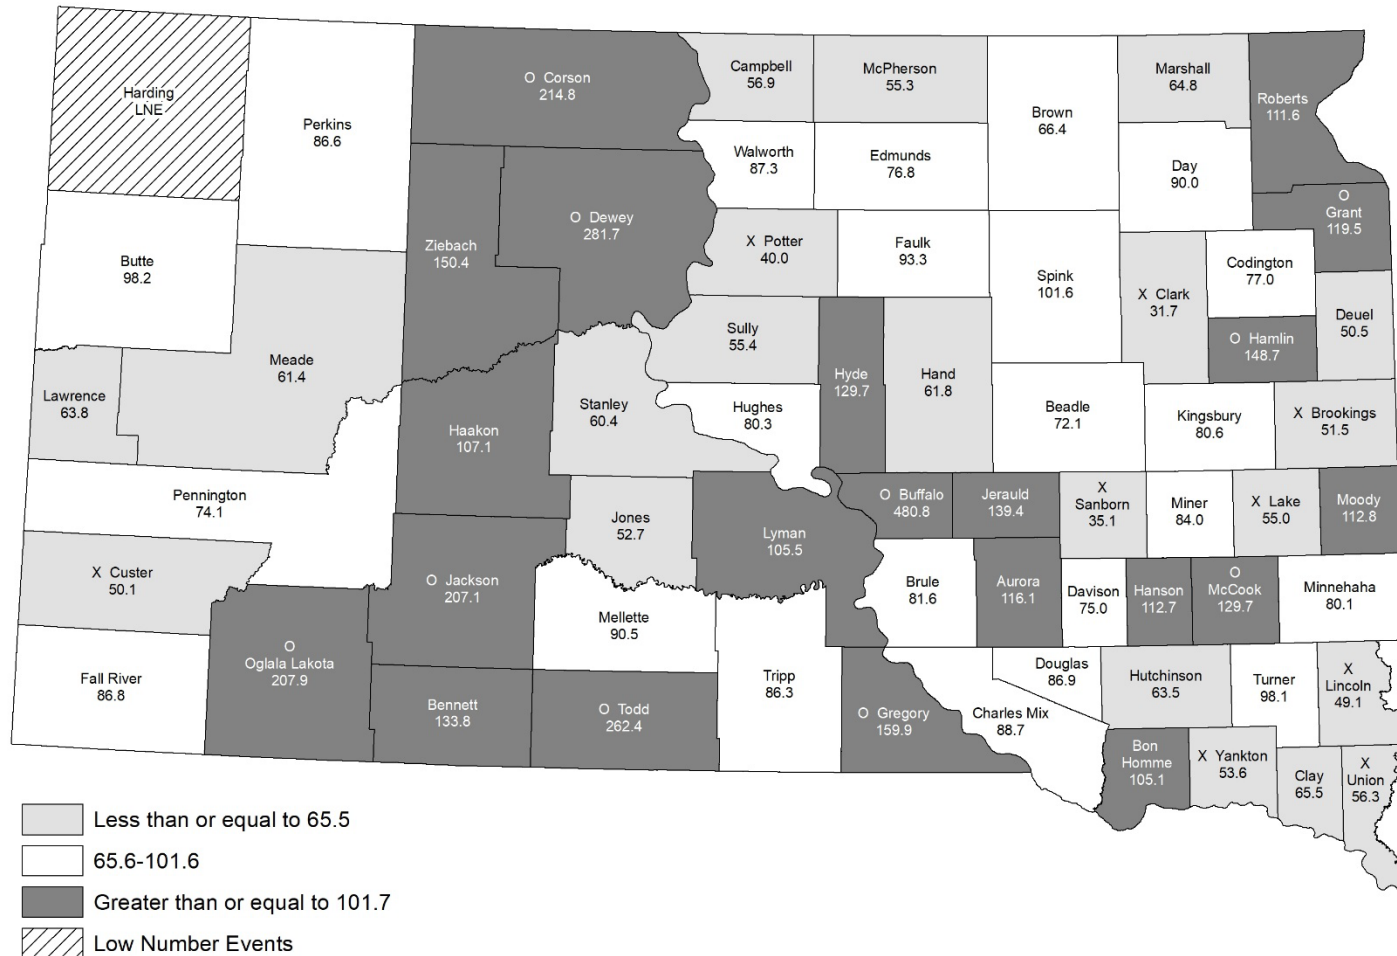 Harding
LNE
Perkins
86.6
O Corson
214.8
Campbell
56.9
McPherson
55.3
Brown
66.4
Marshall
64.8
Roberts
111.6
Walworth
87.3
Edmunds
76.8
Day
90.0
O
Grant
119.5
Butte
98.2
Ziebach
150.4
O Dewey
281.7
X Potter
40.0
Faulk
93.3
Spink
101.6
X Clark
31.7
Codington
77.0
Deuel
50.5
Meade
61.4
Sully
55.4
Hyde
129.7
Hand
61.8
O Hamlin
148.7
Lawrence
63.8
Haakon
107.1
Stanley
60.4
Hughes
80.3
Beadle
72.1
Kingsbury
80.6
X Brookings
51.5
Pennington
74.1
Jones
52.7
Lyman
105.5
O Buffalo
480.8
Jerauld
139.4
X
Sanborn
35.1
Miner
84.0
X Lake
55.0
Moody
112.8
X Custer
50.1
O Jackson
207.1
Mellette
90.5
Brule
81.6
Aurora
116.1
Davison
75.0
Hanson
112.7
O
McCook
129.7
Minnehaha
80.1
Fall River
86.8
O
Oglala Lakota
207.9
Bennett
133.8
O Todd
262.4
Tripp
86.3
O Gregory
159.9
Charles Mix
88.7
Douglas
86.9
Hutchinson
63.5
Turner
98.1
X
Lincoln
49.1
Bon
Homme
105.1
X Yankton
53.6
Clay
65.5
X
Union
56.3
Less than or equal to 65.5
65.6-101.6
Greater than or equal to 101.7
Low Number Events